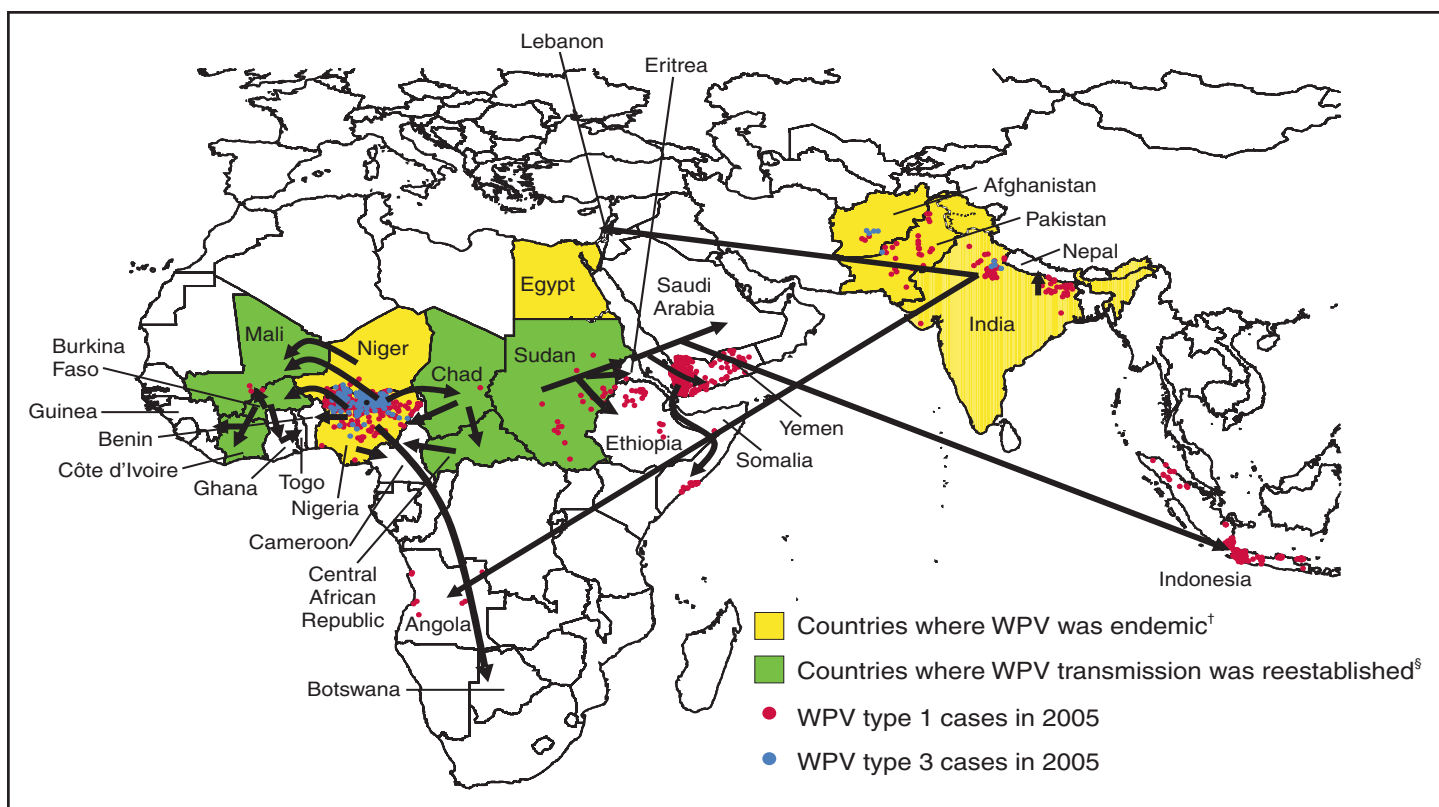 Lebanon
Eritrea
Afghanistan
Pakistan
Nepal
Egypt
Saudi
Arabia
India
Mali
Niger
Burkina
Faso
Chad
Sudan
Guinea
Benin
Yemen
Ethiopia
Somalia
Côte d'Ivoire
Togo
Ghana
Nigeria
Cameroon
Indonesia
Central
African
Republic
Angola
Botswana
Countries where WPV was endemic†
Countries where WPV transmission was reestablished§
WPV type 1 cases in 2005
WPV type 3 cases in 2005